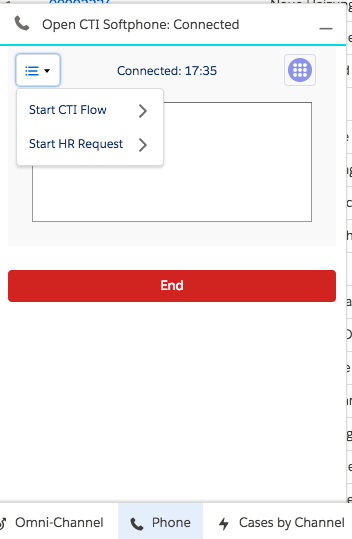 Open CTI Softphone: Connected
Connected: 17:35
Start CTI Flow
Start HR Request
End
Omni-Channel
Phone
Cases by Channel